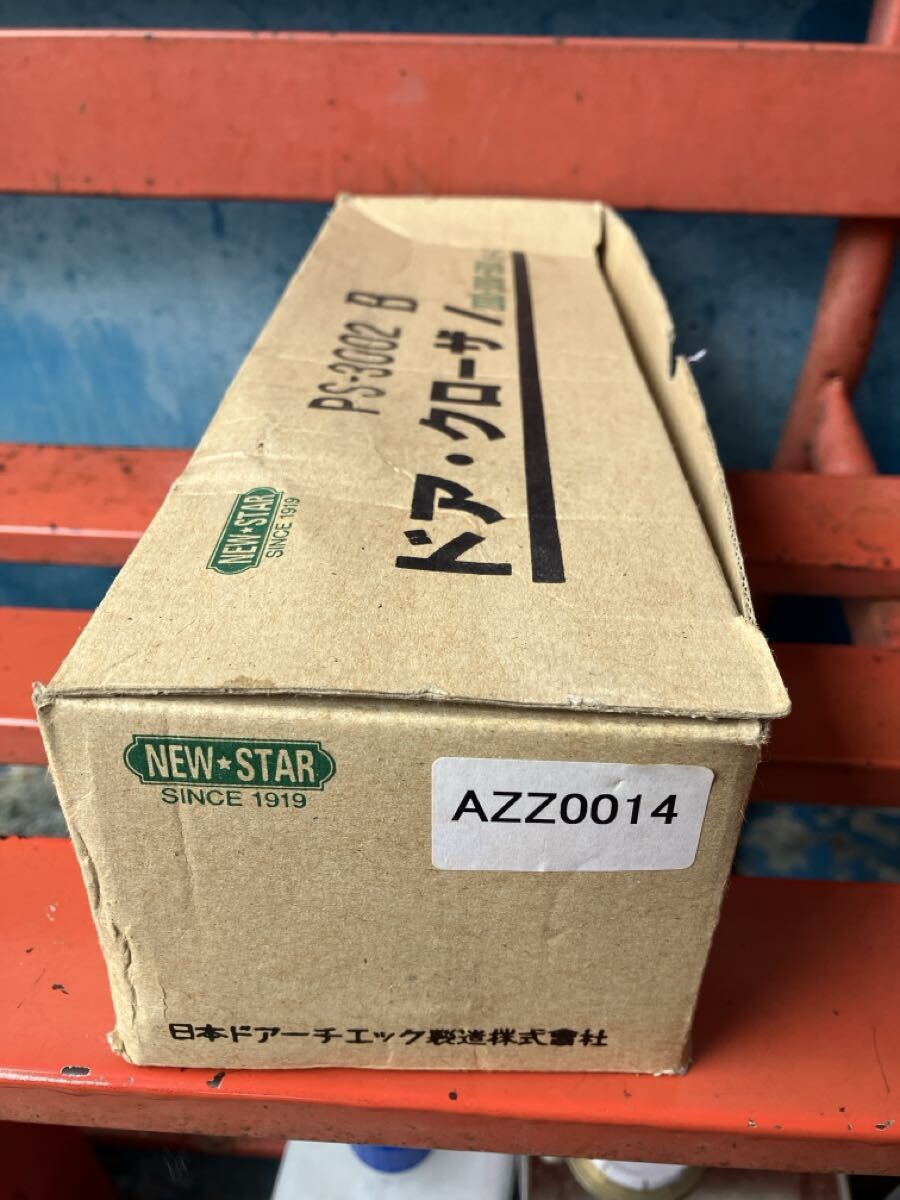 PS-3002 B
ドア・クローザ
NEW★STAR
SINCE 1919
NEW★STAR
SINCE 1919
AZZ0014
日本ドアーチエック製造株式會社